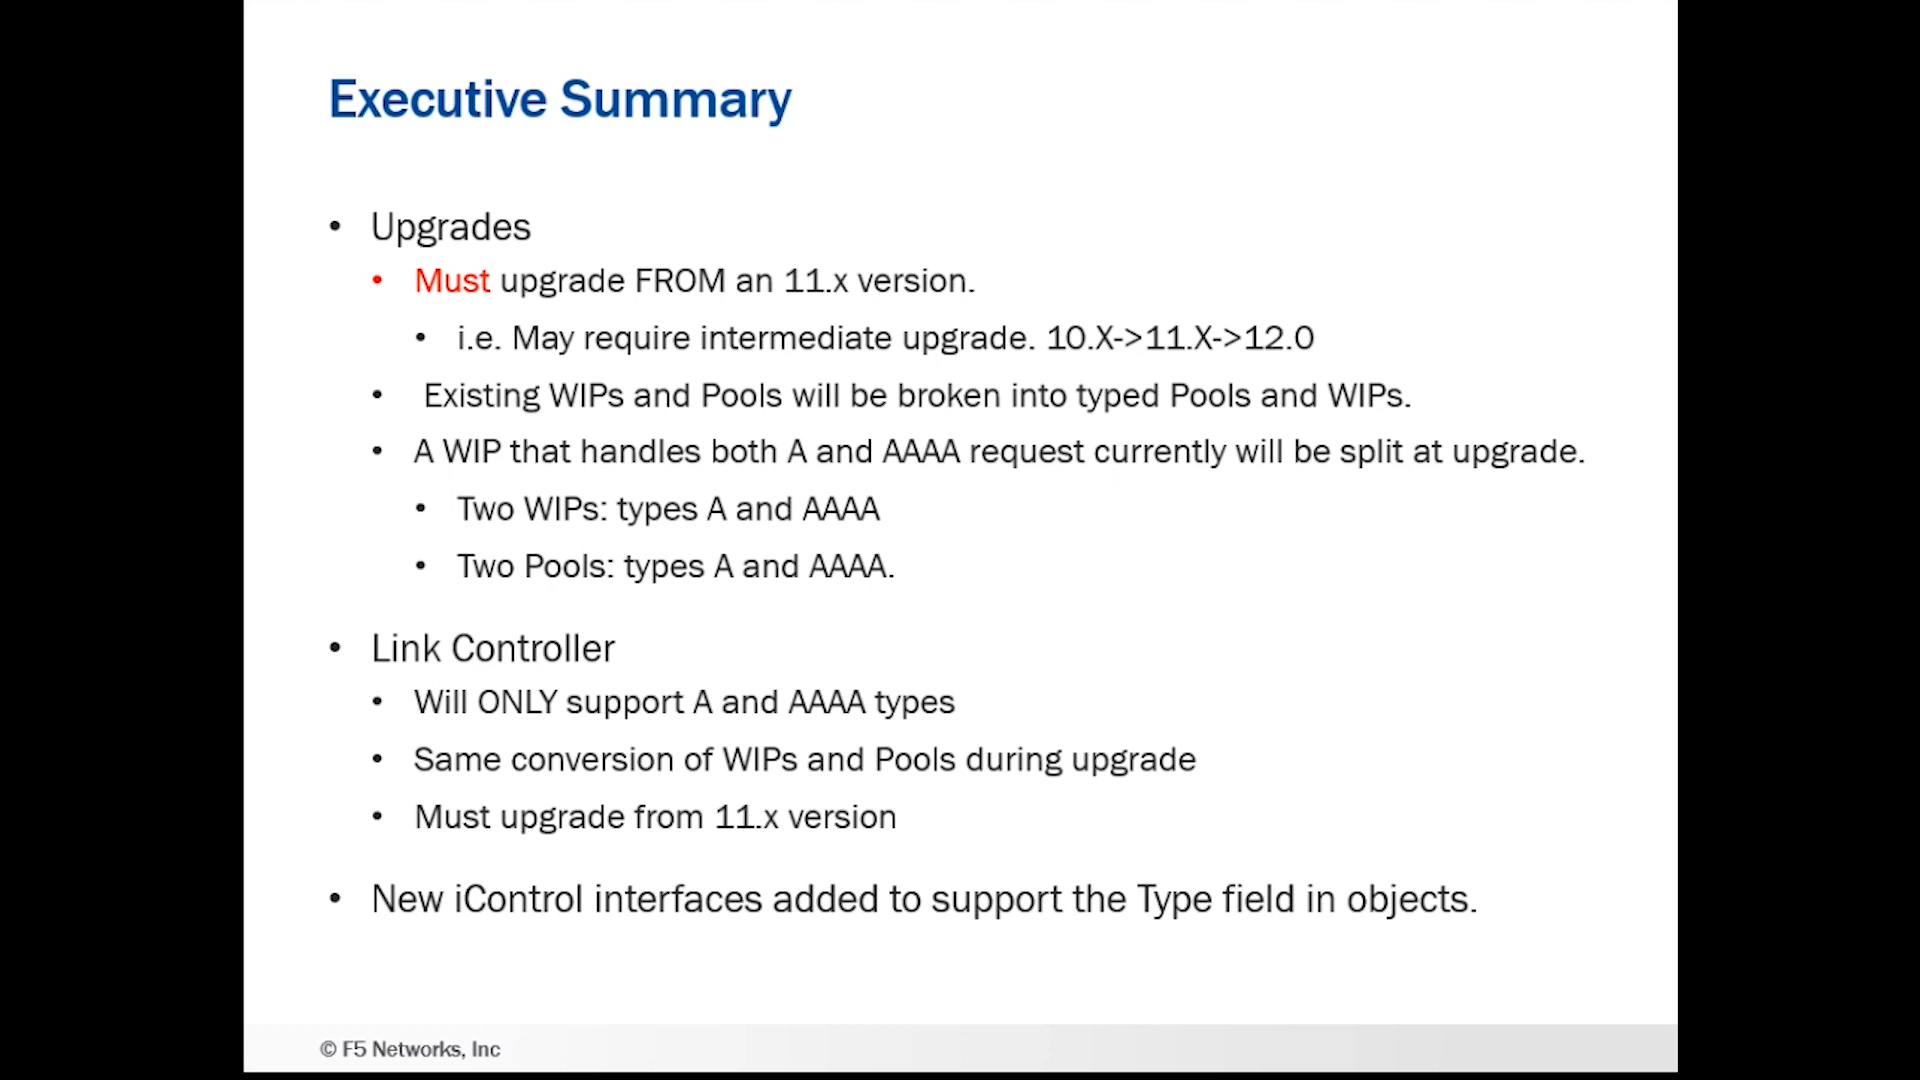 Executive Summary
• Upgrades
• Must upgrade FROM an 11.x version.
• i.e. May require intermediate upgrade. 10.X->11.X->12.0
• Existing WIPs and Pools will be broken into typed Pools and WIPs.
• A WIP that handles both A and AAAA request currently will be split at upgrade.
• Two WIPs: types A and AAAA
• Two Pools: types A and AAAA.
• Link Controller
• Will ONLY support A and AAAA types
• Same conversion of WIPs and Pools during upgrade
• Must upgrade from 11.x version
• New iControl interfaces added to support the Type field in objects.
© F5 Networks, Inc